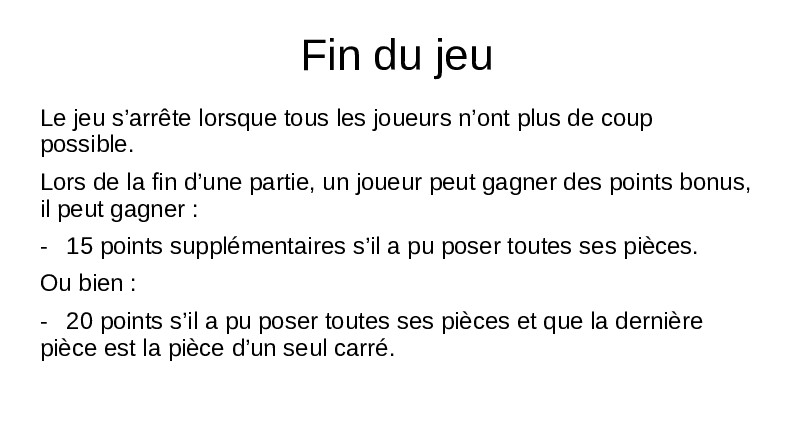 Fin du jeu
Le jeu s’arrête lorsque tous les joueurs n’ont plus de coup
possible.
Lors de la fin d’une partie, un joueur peut gagner des points bonus,
il peut gagner :
- 15 points supplémentaires s’il a pu poser toutes ses pièces.
Ou bien :
- 20 points s’il a pu poser toutes ses pièces et que la dernière
pièce est la pièce d’un seul carré.